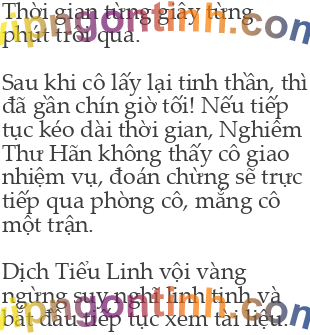 Thời gian từng giây từng
phút trôi qua.
Sau khi cô lấy lại tinh thần, thì
đã gần chín giờ tối! Nếu tiếp
tục kéo dài thời gian, Nghiêm
Thư Hãn không thấy cô giao
nhiệm vụ, đoán chừng sẽ trực
tiếp qua phòng cô, mắng cô
một trận.
Dịch Tiểu Linh vội vàng
ngừng suy nghĩ linh tinh và
bắt đầu tiếp tục xem tài liệu.
vipngontinh.com
vipngontinh.com